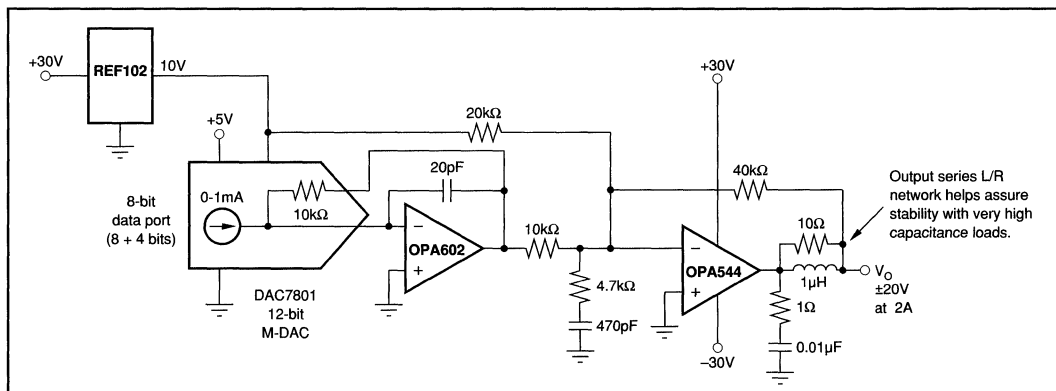 +30V
REF102
10V
+30V
+5V
20kΩ
20pF
40kΩ
Output series L/R
network helps assure
stability with very high
capacitance loads.
8-bit
data port
(8 + 4 bits)
0-1mA
10kΩ
10Ω
–
+
OPA602
10kΩ
–
+
OPA544
1µH
V_O
±20V
at 2A
4.7kΩ
1Ω
DAC7801
12-bit
M-DAC
470pF
–30V
0.01µF